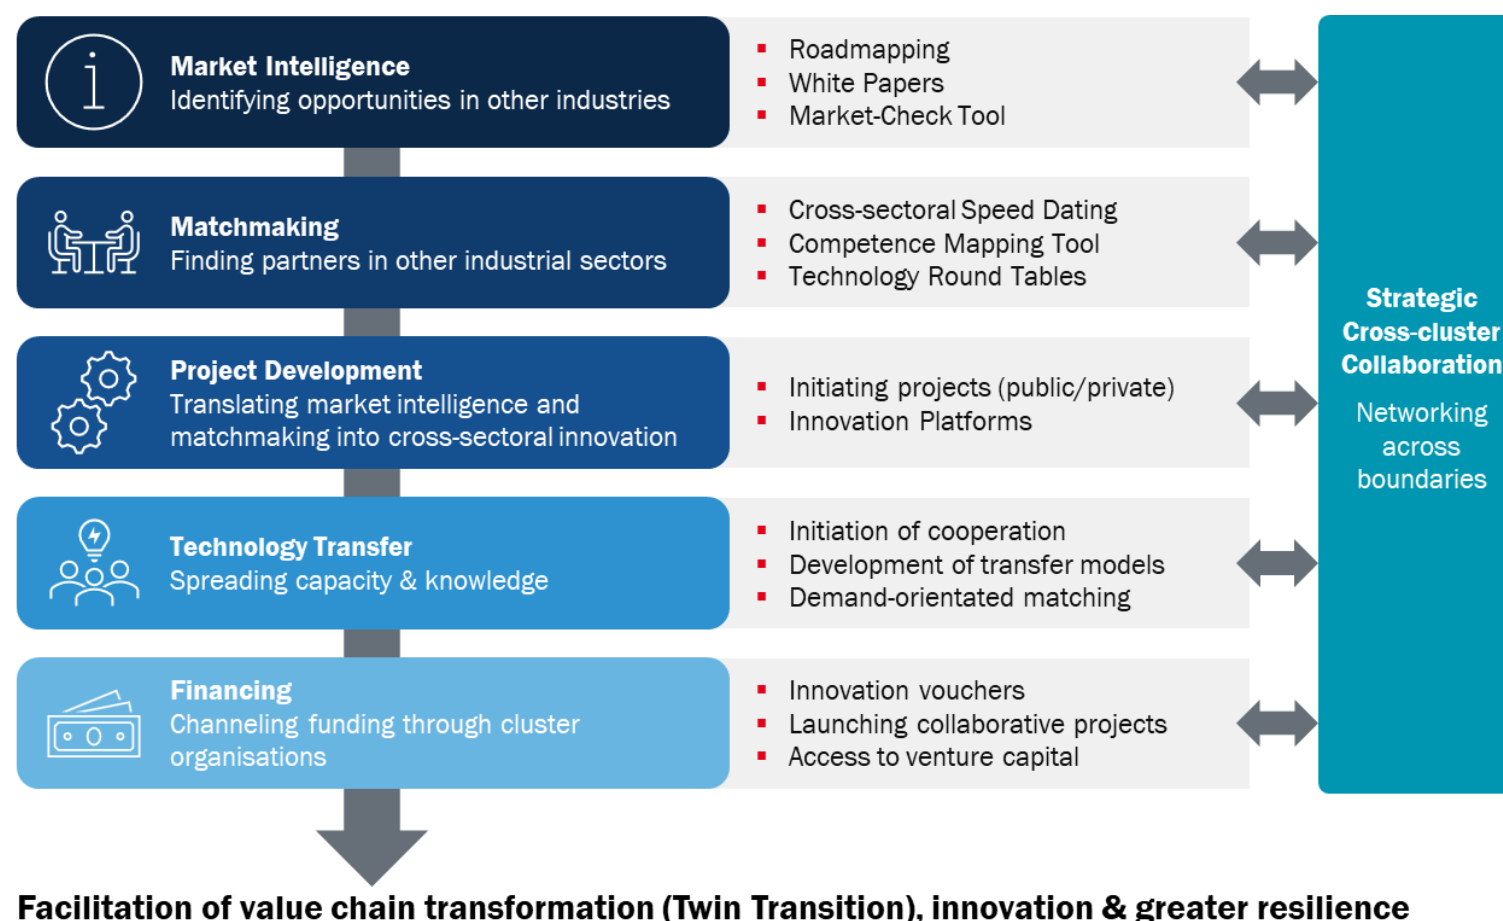 Market Intelligence
Identifying opportunities in other industries
Roadmapping
White Papers
Market-Check Tool
Matchmaking
Finding partners in other industrial sectors
Cross-sectoral Speed Dating
Competence Mapping Tool
Technology Round Tables
Project Development
Translating market intelligence and
matchmaking into cross-sectoral innovation
Initiating projects (public/private)
Innovation Platforms
Technology Transfer
Spreading capacity & knowledge
Initiation of cooperation
Development of transfer models
Demand-orientated matching
Financing
Channeling funding through cluster
organisations
Innovation vouchers
Launching collaborative projects
Access to venture capital
Strategic
Cross-cluster
Collaboration
Networking
across
boundaries
Facilitation of value chain transformation (Twin Transition), innovation & greater resilience